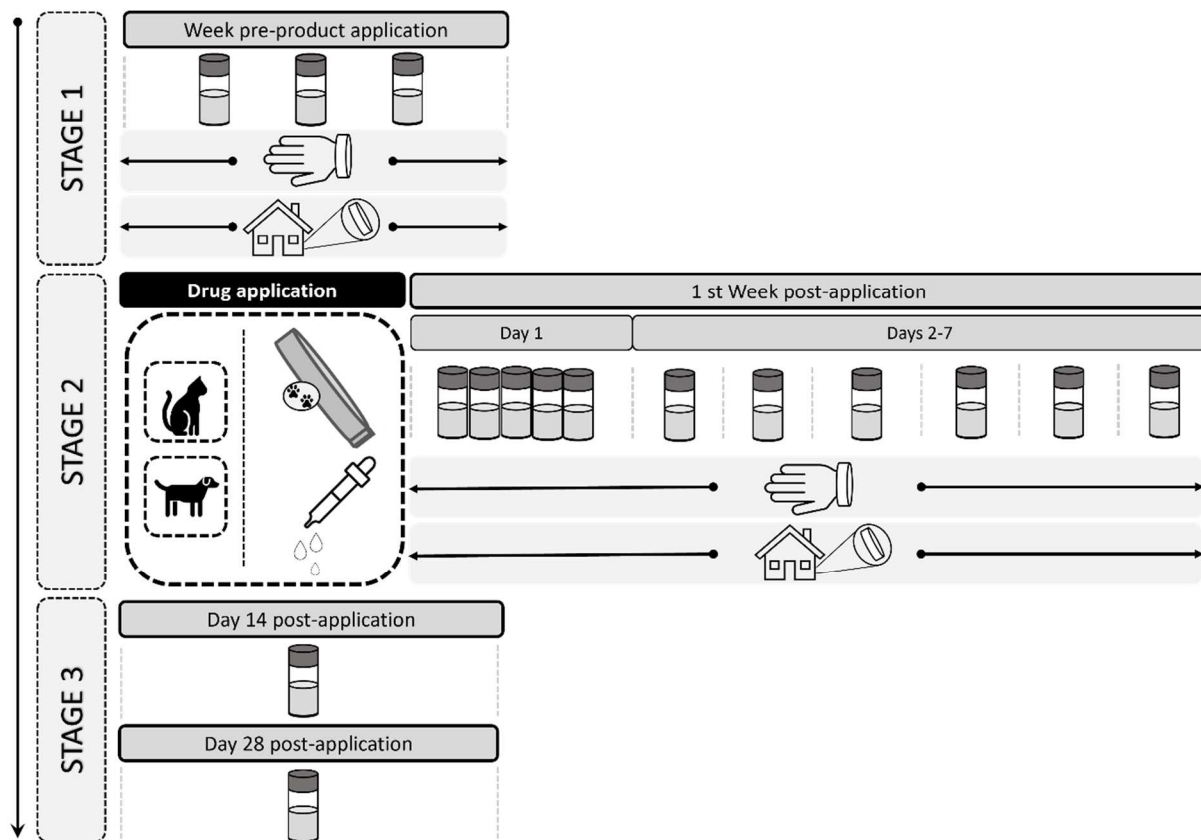 STAGE 1
Week pre-product application
STAGE 2
Drug application
1 st Week post-application
Day 1
Days 2-7
STAGE 3
Day 14 post-application
Day 28 post-application